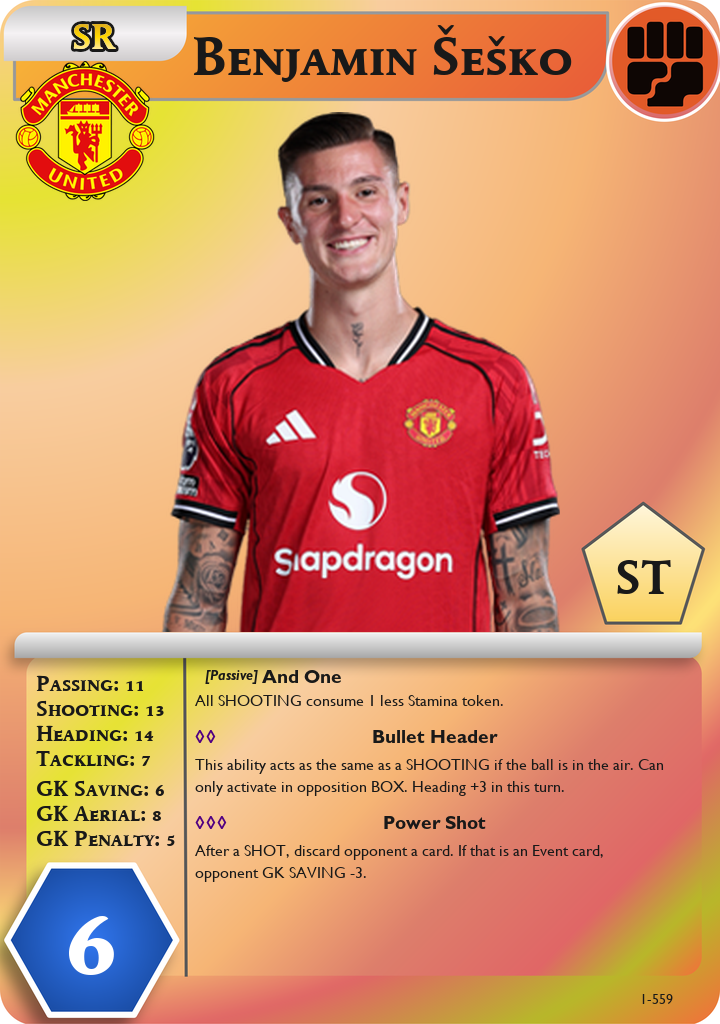 SR
Benjamin Šeško
MANCHESTER
UNITED
Snapdragon
ST
Passing: 11
Shooting: 13
Heading: 14
Tackling: 7
GK Saving: 6
GK Aerial: 8
GK Penalty: 5
6
[Passive] And One
All SHOOTING consume 1 less Stamina token.
Bullet Header
This ability acts as the same as a SHOOTING if the ball is in the air. Can
only activate in opposition BOX. Heading +3 in this turn.
Power Shot
After a SHOT, discard opponent a card. If that is an Event card,
opponent GK SAVING -3.
1-559